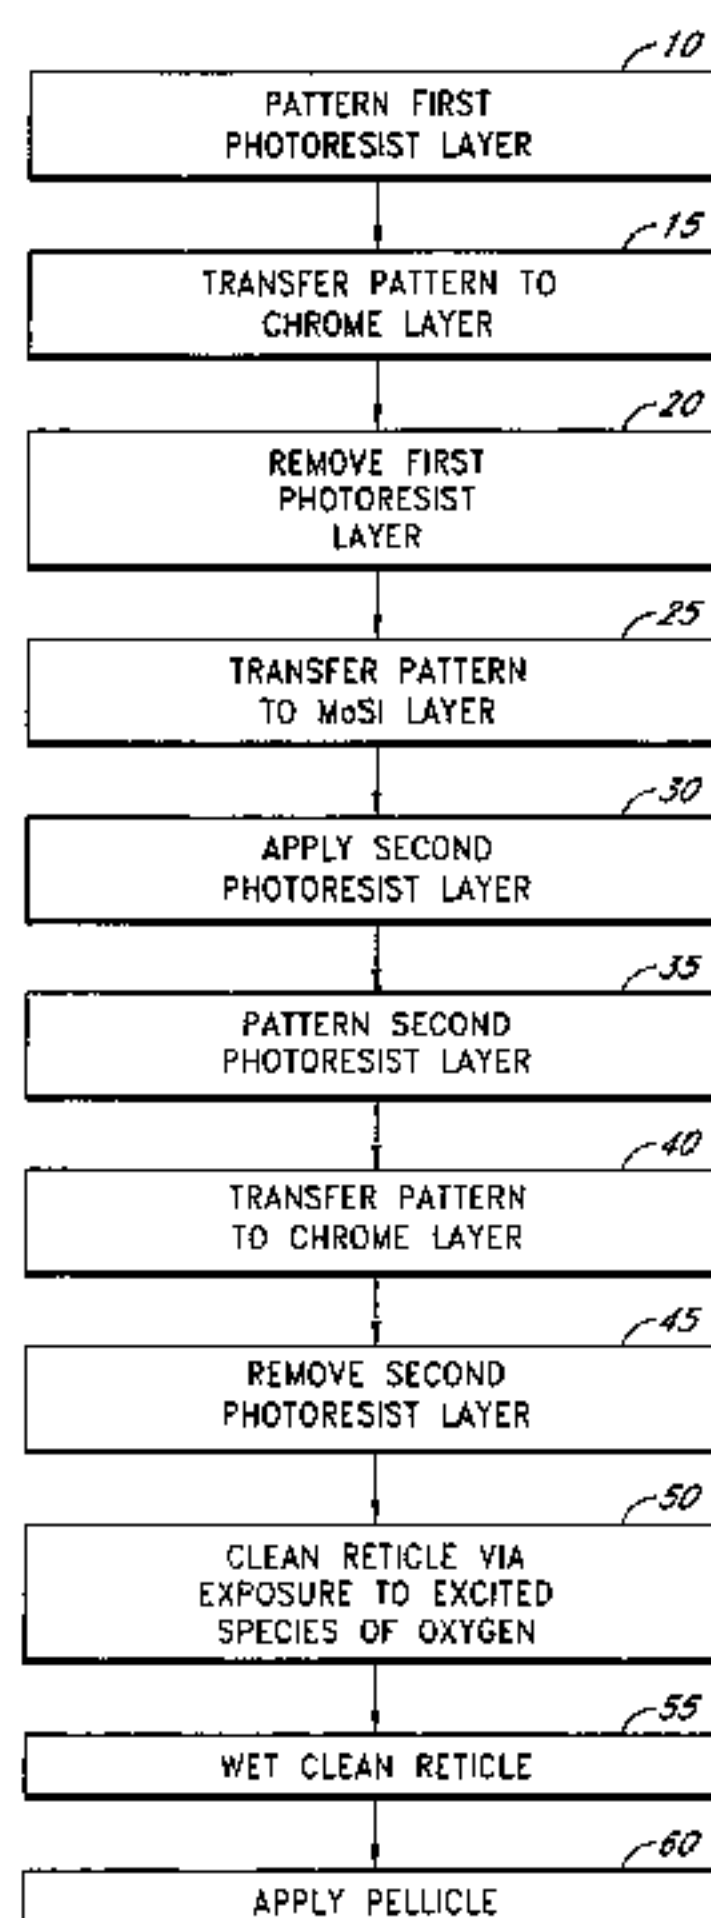 10
PATTERN FIRST
PHOTORESIST LAYER
15
TRANSFER PATTERN TO
CHROME LAYER
20
REMOVE FIRST
PHOTORESIST
LAYER
25
TRANSFER PATTERN
TO MoSI LAYER
30
APPLY SECOND
PHOTORESIST LAYER
35
PATTERN SECOND
PHOTORESIST LAYER
40
TRANSFER PATTERN
TO CHROME LAYER
45
REMOVE SECOND
PHOTORESIST LAYER
50
CLEAN RETICLE VIA
EXPOSURE TO EXCITED
SPECIES OF OXYGEN
55
WET CLEAN RETICLE
60
APPLY PELLICLE